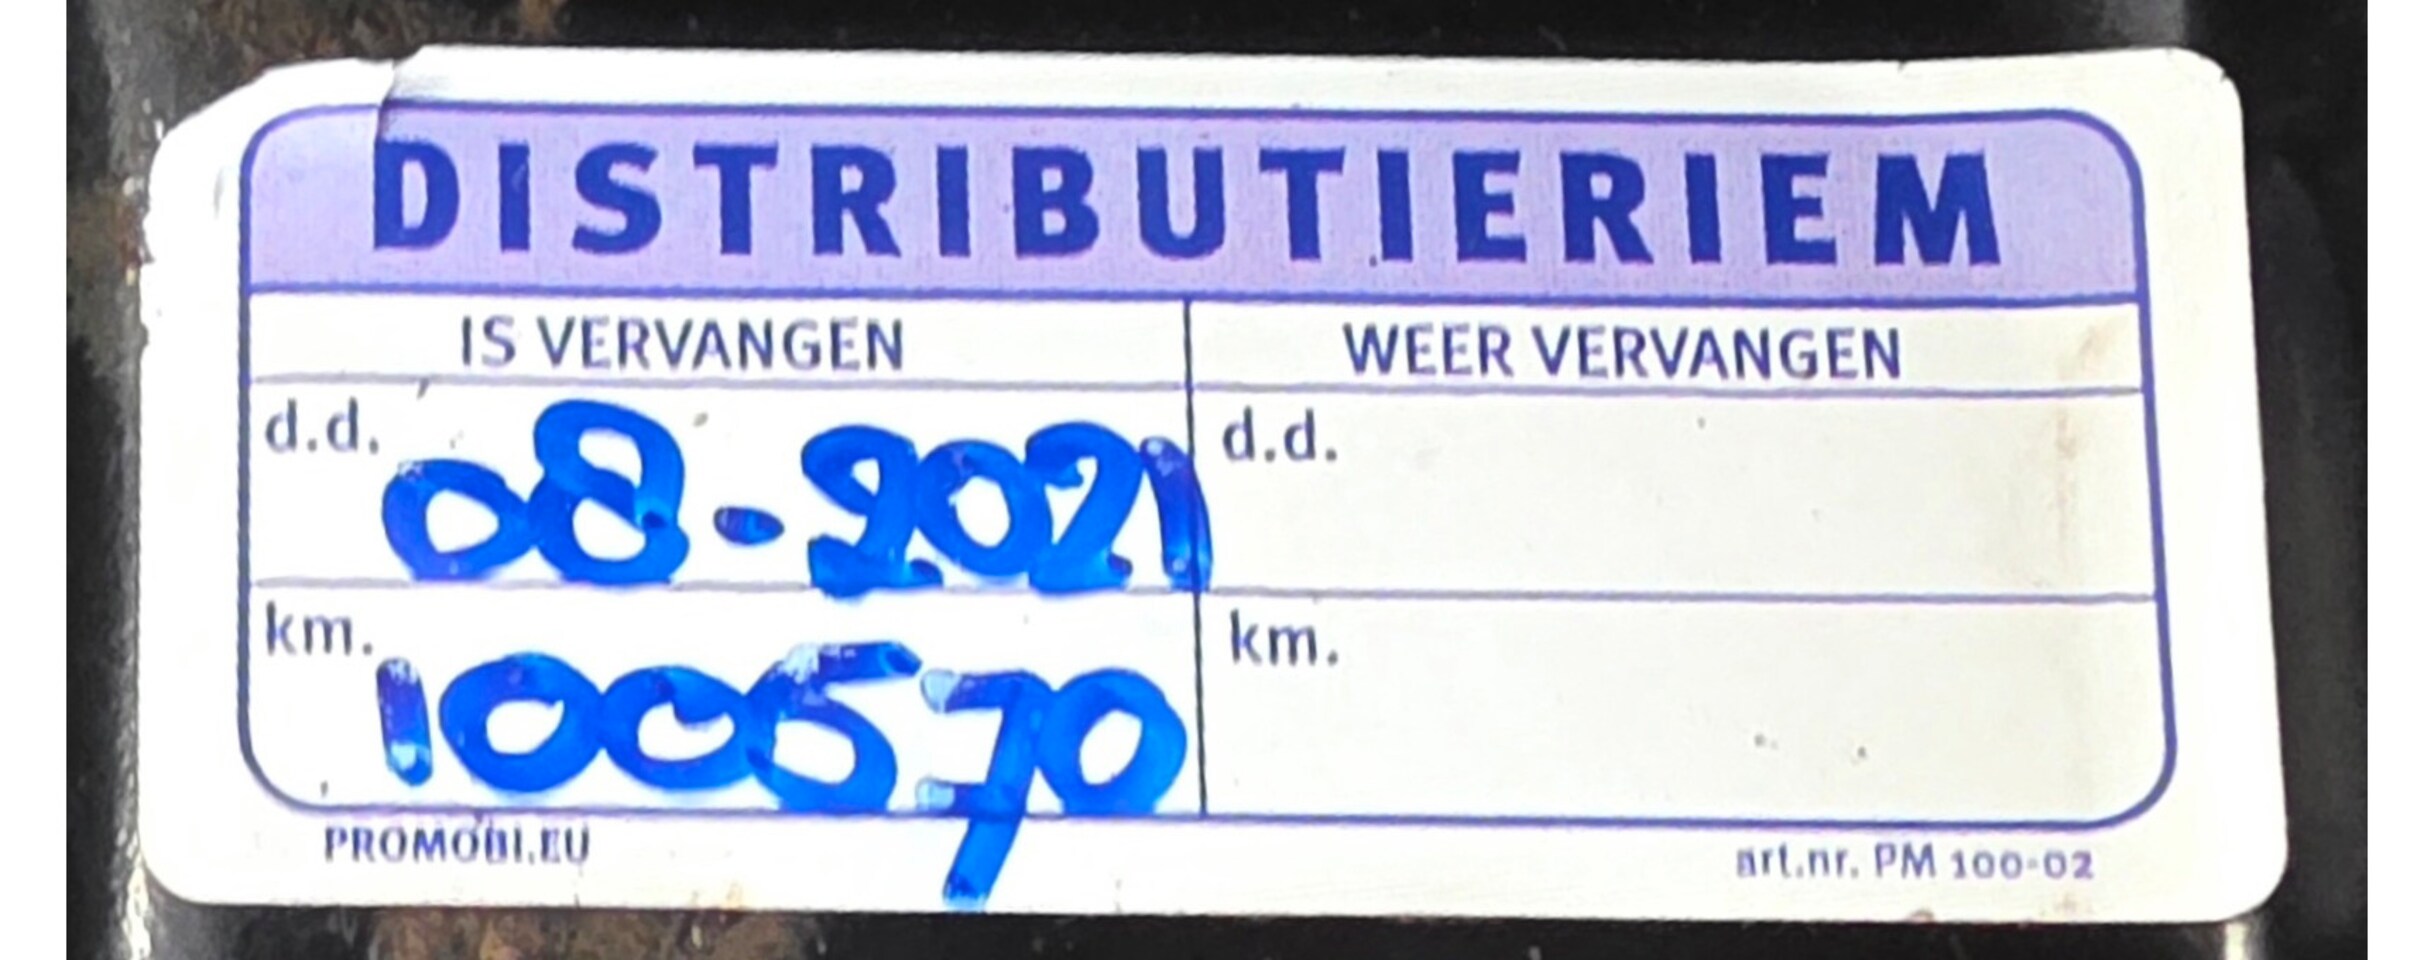 DISTRIBUTIERIEM
IS VERVANGEN WEER VERVANGEN
d.d. 08-2021 d.d.
km. 100570 km.
PROMOBI.EU art.nr. PM 100-02